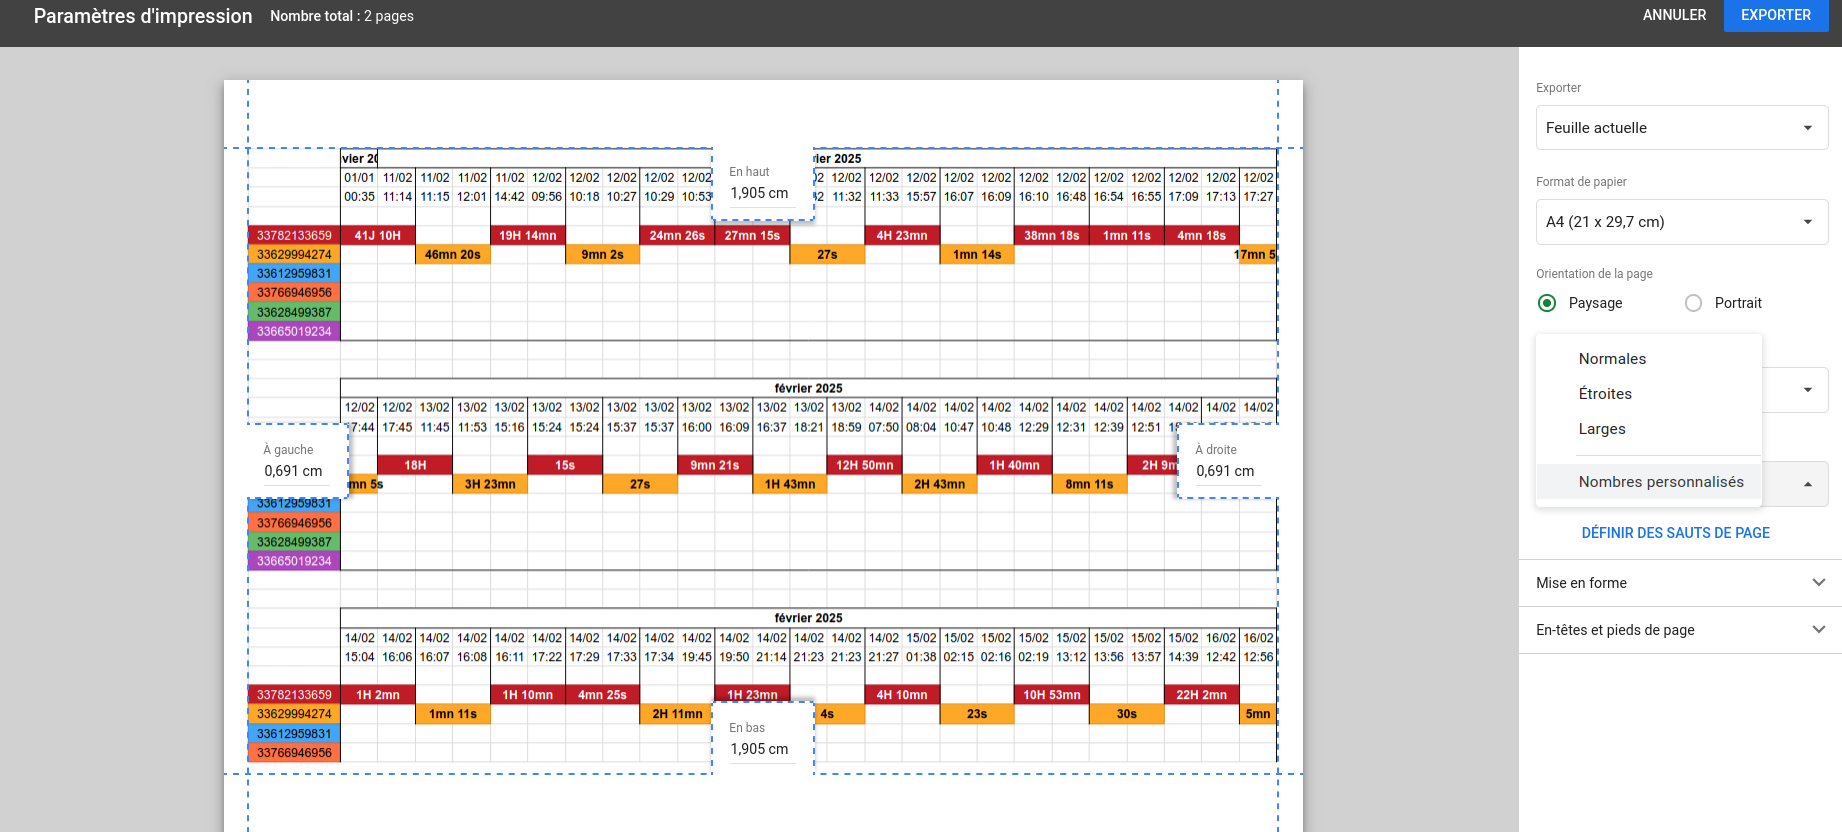 Paramètres d'impression Nombre total : 2 pages ANNULER EXPORTER
vier 20 ier 2025
01/01 11/02 11/02 11/02 11/02 12/02 12/02 12/02 12/02 12/02 12/02 12/02 12/02 12/02 12/02 12/02 12/02 12/02 12/02 12/02 12/02 12/02 12/02
00:35 11:14 11:15 12:01 14:42 09:56 10:18 10:27 10:29 10:53 11:32 11:33 15:57 16:07 16:09 16:10 16:48 16:54 16:55 17:09 17:13 17:27
En haut
1,905 cm
33782133659 41J 10H 19H 14mn 24mn 26s 27mn 15s 4H 23mn 38mn 18s 1mn 11s 4mn 18s
33629994274 46mn 20s 9mn 2s 27s 1mn 14s 17mn 5
33612959831
33766946956
33628499387
33665019234
février 2025
12/02 12/02 13/02 13/02 13/02 13/02 13/02 13/02 13/02 13/02 13/02 13/02 13/02 13/02 14/02 14/02 14/02 14/02 14/02 14/02 14/02 14/02 14/02 14/02 14/02
7:44 17:45 11:45 11:53 15:16 15:24 15:24 15:37 15:37 16:00 16:09 16:37 18:21 18:59 07:50 08:04 10:47 10:48 12:29 12:31 12:39 12:51
À gauche
0,691 cm
À droite
0,691 cm
18H 15s 9mn 21s 12H 50mn 1H 40mn 2H 9m
mn 5s 3H 23mn 27s 1H 43mn 2H 43mn 8mn 11s
33612959831
33766946956
33628499387
33665019234
février 2025
14/02 14/02 14/02 14/02 14/02 14/02 14/02 14/02 14/02 14/02 14/02 14/02 14/02 14/02 14/02 15/02 15/02 15/02 15/02 15/02 15/02 15/02 15/02 16/02 16/02
15:04 16:06 16:07 16:08 16:11 17:22 17:29 17:33 17:34 19:45 19:50 21:14 21:23 21:23 21:27 01:38 02:15 02:16 02:19 13:12 13:56 13:57 14:39 12:42 12:56
33782133659 1H 2mn 1H 10mn 4mn 25s 1H 23mn 4H 10mn 10H 53mn 22H 2mn
33629994274 1mn 11s 2H 11mn 4s 23s 30s 5mn
33612959831
33766946956
En bas
1,905 cm
Exporter
Feuille actuelle
Format de papier
A4 (21 x 29,7 cm)
Orientation de la page
Paysage Portrait
Normales
Étroites
Larges
Nombres personnalisés
DÉFINIR DES SAUTS DE PAGE
Mise en forme
En-têtes et pieds de page